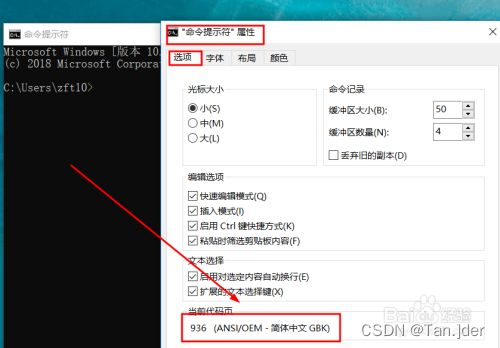 命令提示符
Microsoft Windows [版本 10.
(c) 2018 Microsoft Corporat
C:\Users\zft10>
"命令提示符" 属性
选项 字体 布局 颜色
光标大小
小(S)
中(M)
大(L)
命令记录
缓冲区大小(B): 50
缓冲区数量(N): 4
丢弃旧的副本(D)
编辑选项
快速编辑模式(Q)
插入模式(I)
启用 Ctrl 键快捷方式(K)
粘贴时筛选剪贴板内容(F)
文本选择
启用对选定内容自动换行(E)
扩展的文本选择键(X)
当前代码页
936 (ANSI/OEM - 简体中文 GBK)
Baidu 经验
CSDN @Tan.jder